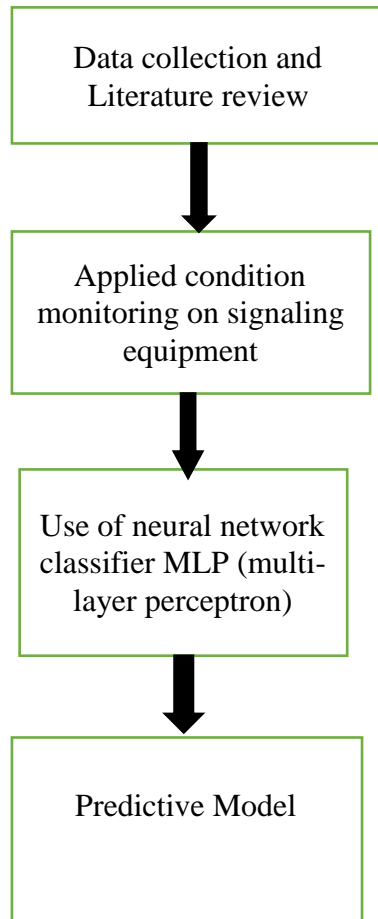 Data collection and
Literature review
Applied condition
monitoring on signaling
equipment
Use of neural network
classifier MLP (multi-
layer perceptron)
Predictive Model